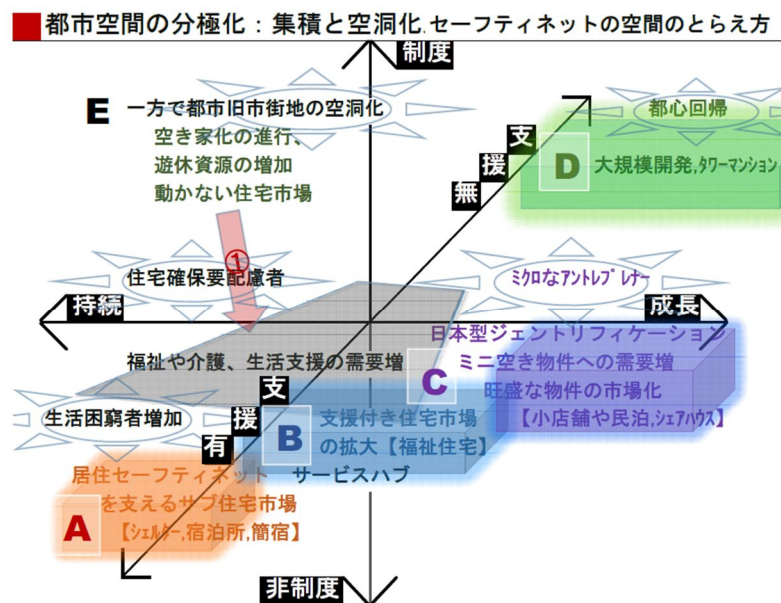 都市空間の分極化：集積と空洞化,セーフティネットの空間のとらえ方
制度
E 一方で都市旧市街地の空洞化
空き家化の進行、
遊休資源の増加
動かない住宅市場
都心回帰
D 大規模開発,ﾀﾜｰﾏﾝｼｮﾝ
無援支
①
住宅確保要配慮者
ﾐｸﾛなｱﾝﾄﾚﾌﾟﾚﾅｰ
持続
成長
福祉や介護、生活支援の需要増
C
日本型ジェントリフィケーション
ミニ空き物件への需要増
旺盛な物件の市場化
【小店舗や民泊,ｼｪｱﾊｳｽ】
生活困窮者増加
有援支
B
支援付き住宅市場
の拡大【福祉住宅】
サービスハブ
A
居住セーフティネット
を支えるサブ住宅市場
【ｼｪﾙﾀｰ,宿泊所,簡宿】
非制度